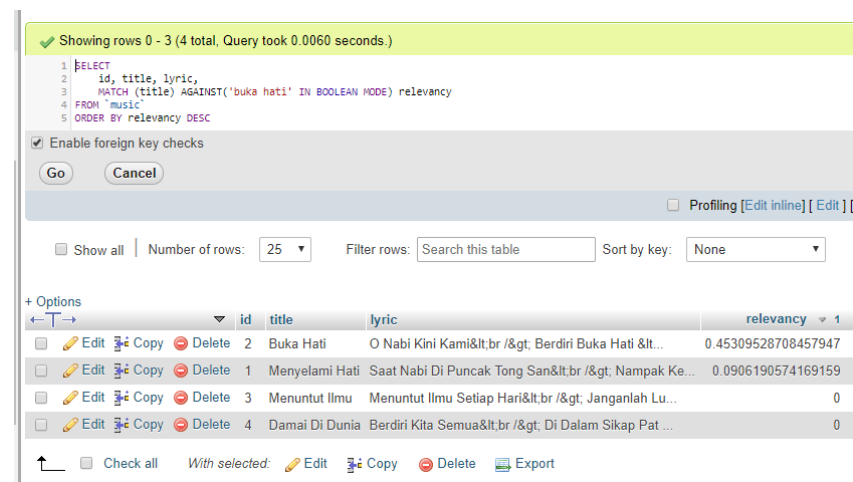 Showing rows 0 - 3 (4 total, Query took 0.0060 seconds.)
1 SELECT
2 id, title, lyric,
3 MATCH (title) AGAINST('buka hati' IN BOOLEAN MODE) relevancy
4 FROM `music`
5 ORDER BY relevancy DESC
Enable foreign key checks
Go Cancel
Profiling [Edit inline] [ Edit ] [
Show all Number of rows: 25 Filter rows: Search this table Sort by key: None
+ Options
←T→ id title lyric relevancy 1
Edit Copy Delete 2 Buka Hati O Nabi Kini Kami&lt;br /&gt; Berdiri Buka Hati &lt... 0.45309528708457947
Edit Copy Delete 1 Menyelami Hati Saat Nabi Di Puncak Tong San&lt;br /&gt; Nampak Ke... 0.0906190574169159
Edit Copy Delete 3 Menuntut Ilmu Menuntut Ilmu Setiap Hari&lt;br /&gt; Janganlah Lu... 0
Edit Copy Delete 4 Damai Di Dunia Berdiri Kita Semua&lt;br /&gt; Di Dalam Sikap Pat ... 0
Check all With selected: Edit Copy Delete Export